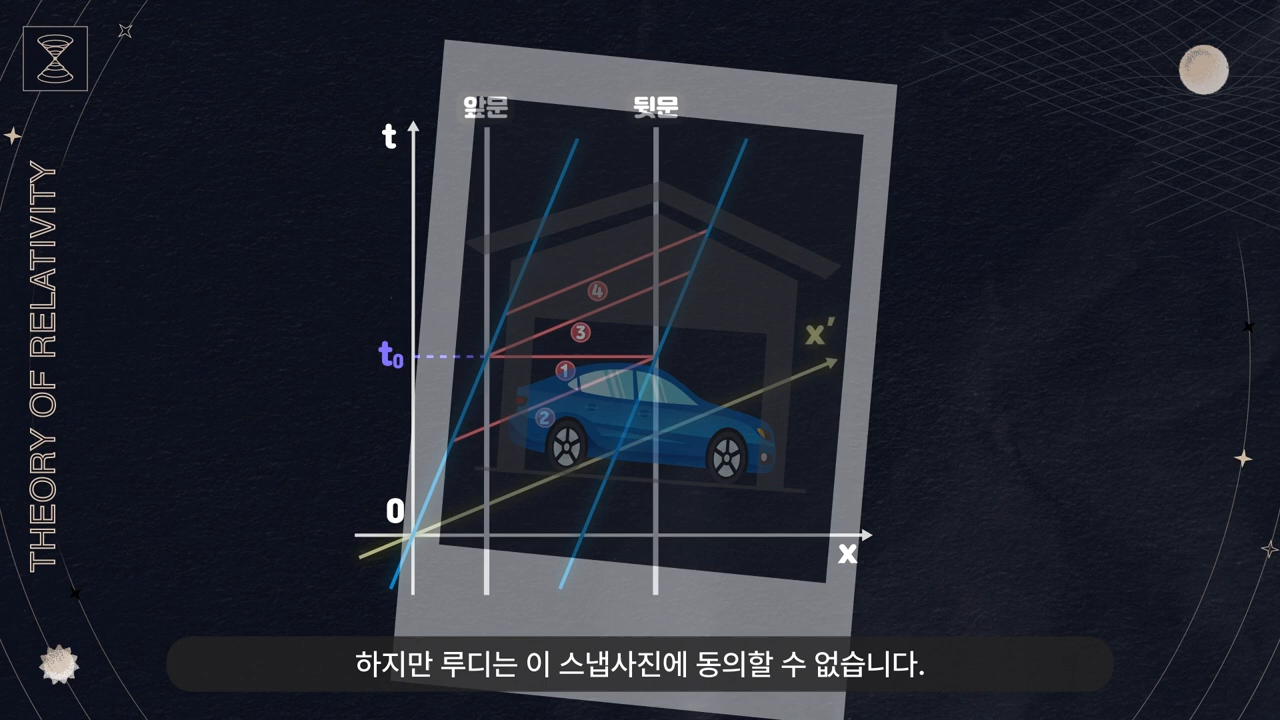 THEORY OF RELATIVITY
앞문
뒷문
t
④
③
x′
t₀
①
②
0
x
하지만 루디는 이 스냅사진에 동의할 수 없습니다.